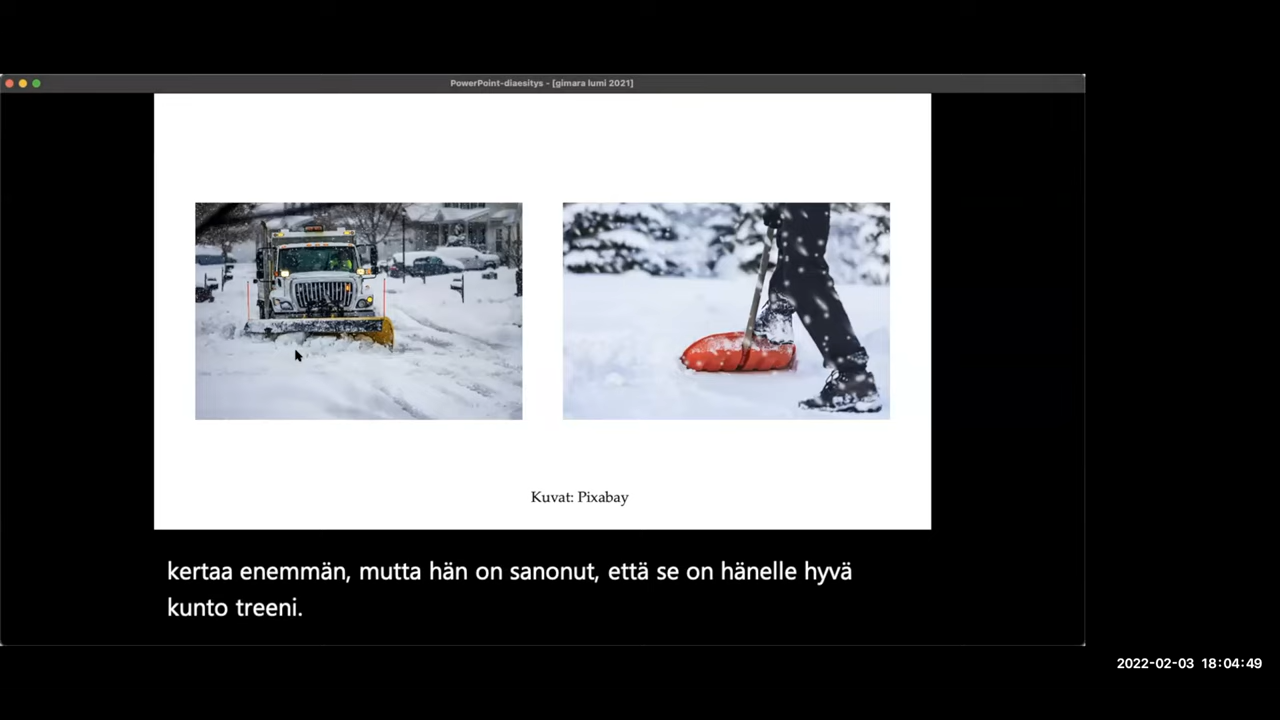 PowerPoint-diaesitys - [gimara lumi 2021]
Kuvat: Pixabay
kertaa enemmän, mutta hän on sanonut, että se on hänelle hyvä
kunto treeni.
2022-02-03 18:04:49